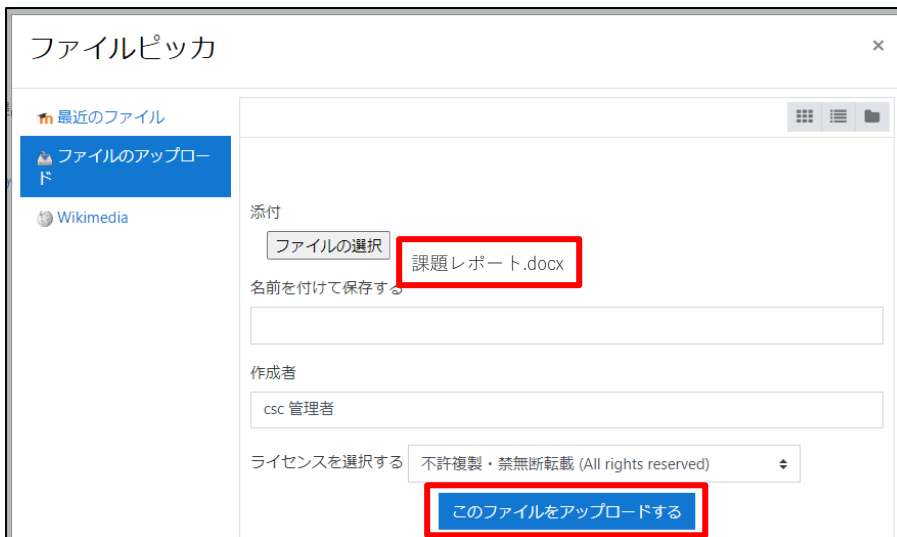 ファイルピッカ
×
最近のファイル
ファイルのアップロー
ド
Wikimedia
添付
ファイルの選択
課題レポート.docx
名前を付けて保存する
作成者
csc 管理者
ライセンスを選択する
不許複製・禁無断転載 (All rights reserved)
このファイルをアップロードする